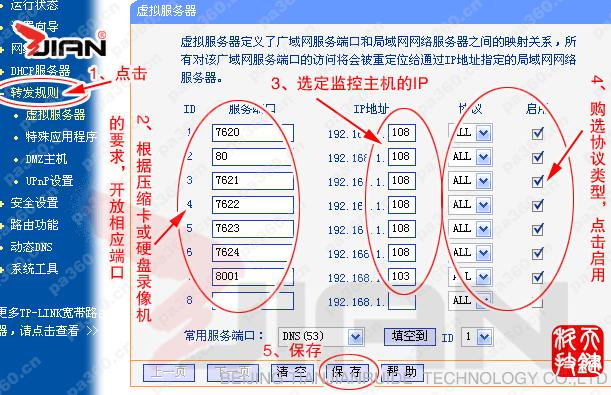 运行状态
设置向导
网
DHCP服务器
转发规则
虚拟服务器
特殊应用程序
DMZ主机
UPnP设置
安全设置
路由功能
动态DNS
系统工具
更多TP-LINK宽带路由
器，请点击查看 >>
JIAN
®
1、点击
2、根据压缩卡或硬盘录像机
的要求，开放相应端口
虚拟服务器
虚拟服务器定义了广域网服务端口和局域网网络服务器之间的映射关系，所
有对该广域网服务端口的访问将会被重定位给通过IP地址指定的局域网网络
服务器。
3、选定监控主机的IP
4、购选协议类型，点击启用
ID 服务端口 IP地址 协议 启用
1 7620 192.168.1. 108 ALL
2 80 192.168.1. 108 ALL
3 7621 192.168.1. 108 ALL
4 7622 192.168.1. 108 ALL
5 7623 192.168.1. 108 ALL
6 7624 192.168.1. 108 ALL
7 8001 192.168.1. 103 ALL
8 192.168.1. ALL
常用服务端口： DNS(53) 填空到 ID 1
5、保存
上一页 下一页 清 空 保 存 帮 助
BEIJING TIANJIANRUIDE TECHNOLOGY CO.,LTD